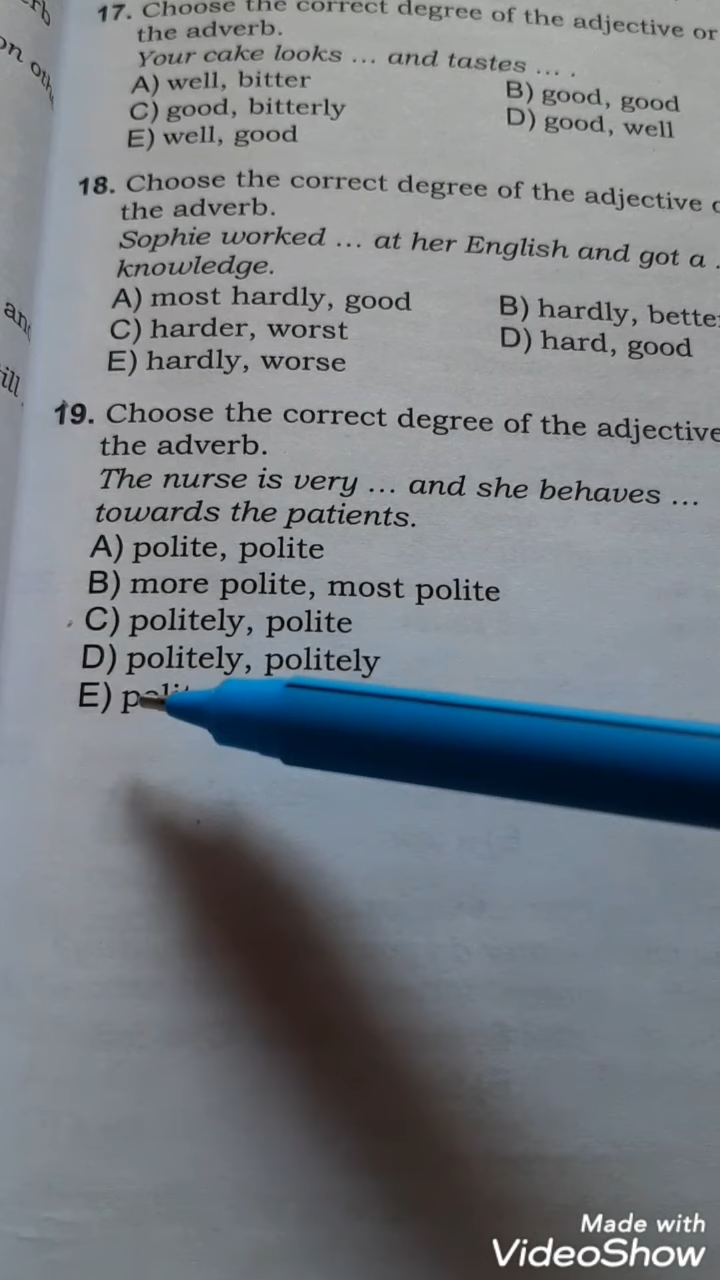 17. Choose the correct degree of the adjective or
the adverb.
Your cake looks ... and tastes ... .
A) well, bitter
B) good, good
C) good, bitterly
D) good, well
E) well, good
18. Choose the correct degree of the adjective
the adverb.
Sophie worked ... at her English and got a
knowledge.
A) most hardly, good
B) hardly, bette
C) harder, worst
D) hard, good
E) hardly, worse
19. Choose the correct degree of the adjective
the adverb.
The nurse is very ... and she behaves ...
towards the patients.
A) polite, polite
B) more polite, most polite
C) politely, polite
D) politely, politely
E)
Made with
VideoShow